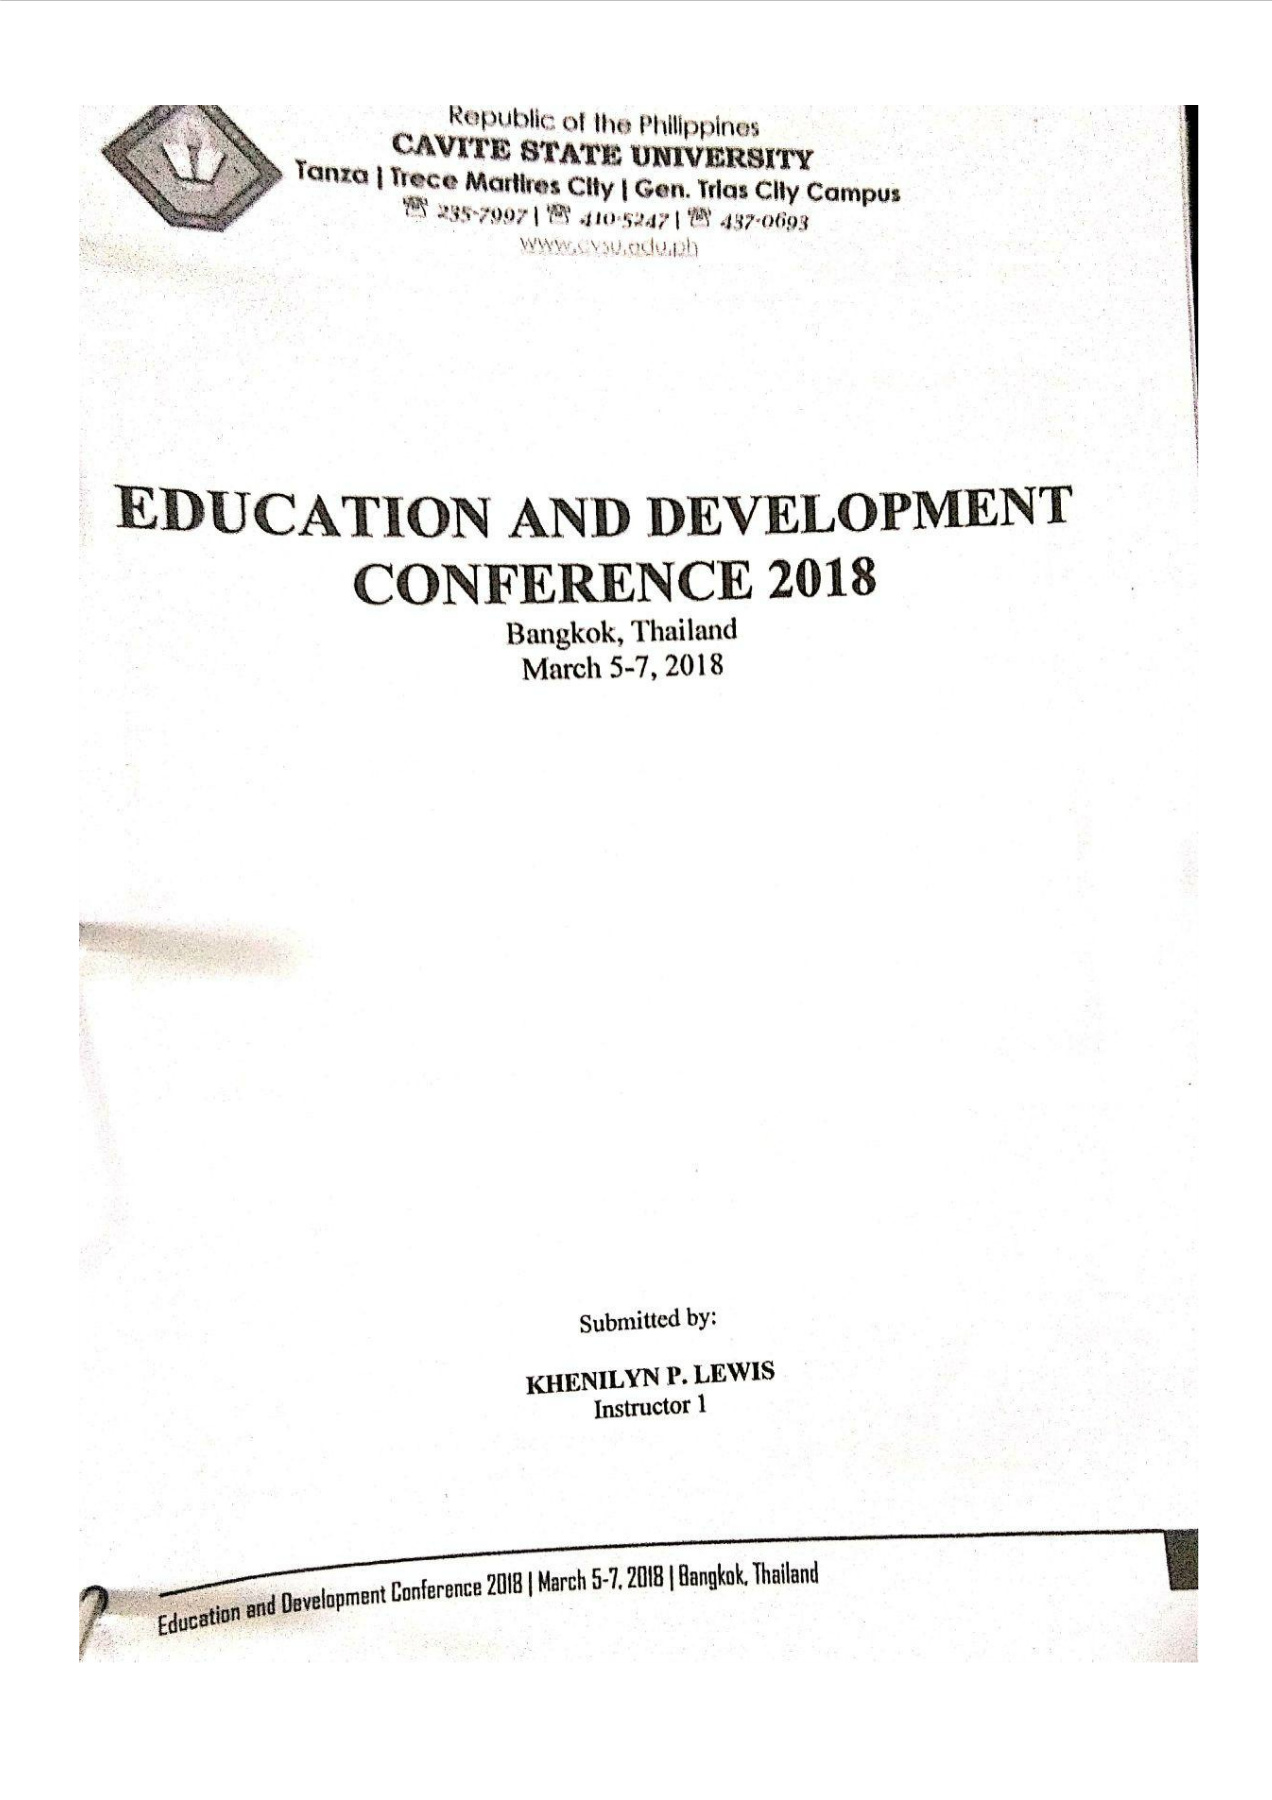 Republic of the Philippines
CAVITE STATE UNIVERSITY
Tanza | Trece Martires City | Gen. Trias City Campus
☏ 235-7997 | ☏ 410-5247 | ☏ 437-0693
www.cvsu.edu.ph
EDUCATION AND DEVELOPMENT
CONFERENCE 2018
Bangkok, Thailand
March 5-7, 2018
Submitted by:
KHENILYN P. LEWIS
Instructor 1
Education and Development Conference 2018 | March 5-7, 2018 | Bangkok, Thailand